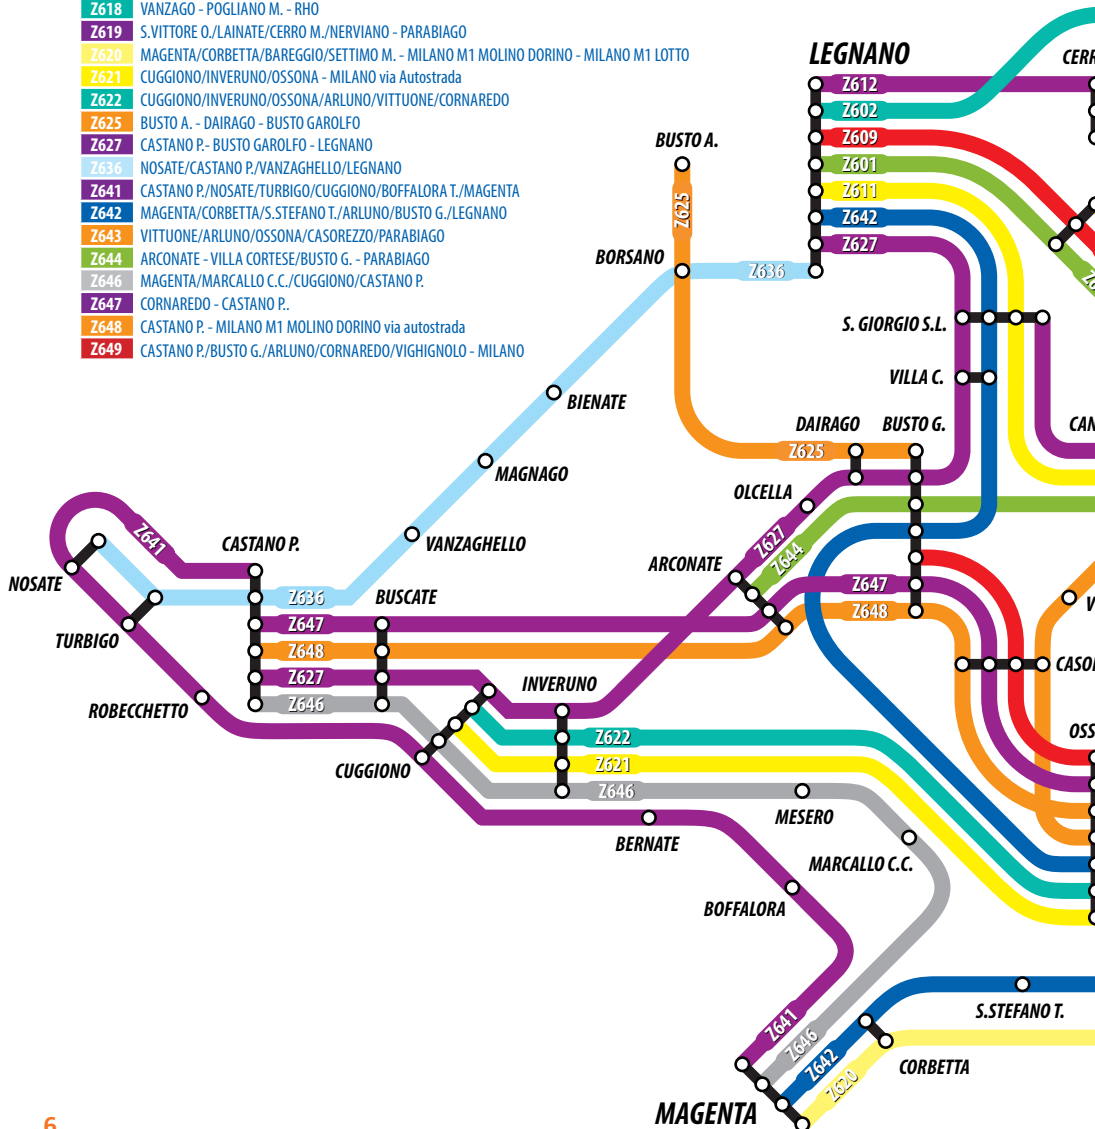 Z618 VANZAGO - POGLIANO M. - RHO
Z619 S.VITTORE O./LAINATE/CERRO M./NERVIANO - PARABIAGO
Z620 MAGENTA/CORBETTA/BAREGGIO/SETTIMO M. - MILANO M1 MOLINO DORINO - MILANO M1 LOTTO
Z621 CUGGIONO/INVERUNO/OSSONA - MILANO via Autostrada
Z622 CUGGIONO/INVERUNO/OSSONA/ARLUNO/VITTUONE/CORNAREDO
Z625 BUSTO A. - DAIRAGO - BUSTO GAROLFO
Z627 CASTANO P.- BUSTO GAROLFO - LEGNANO
Z636 NOSATE/CASTANO P./VANZAGHELLO/LEGNANO
Z641 CASTANO P./NOSATE/TURBIGO/CUGGIONO/BOFFALORA T./MAGENTA
Z642 MAGENTA/CORBETTA/S.STEFANO T./ARLUNO/BUSTO G./LEGNANO
Z643 VITTUONE/ARLUNO/OSSONA/CASOREZZO/PARABIAGO
Z644 ARCONATE - VILLA CORTESE/BUSTO G. - PARABIAGO
Z646 MAGENTA/MARCALLO C.C./CUGGIONO/CASTANO P.
Z647 CORNAREDO - CASTANO P..
Z648 CASTANO P. - MILANO M1 MOLINO DORINO via autostrada
Z649 CASTANO P./BUSTO G./ARLUNO/CORNAREDO/VIGHIGNOLO - MILANO
LEGNANO
CERR
Z612
Z602
Z609
Z601
Z611
Z642
Z627
BUSTO A.
Z625
BORSANO
Z636
S. GIORGIO S.L.
VILLA C.
BIENATE
DAIRAGO
BUSTO G.
CAN
Z625
MAGNAGO
OLCELLA
Z641
CASTANO P.
VANZAGHELLO
Z627
Z644
ARCONATE
NOSATE
Z636
BUSCATE
Z647
Z648
V
TURBIGO
Z647
Z648
Z627
Z646
CASOR
INVERUNO
ROBECCHETTO
OSS
Z622
Z621
Z646
CUGGIONO
MESERO
BERNATE
MARCALLO C.C.
BOFFALORA
S.STEFANO T.
Z641
Z646
Z642
Z620
CORBETTA
MAGENTA
6